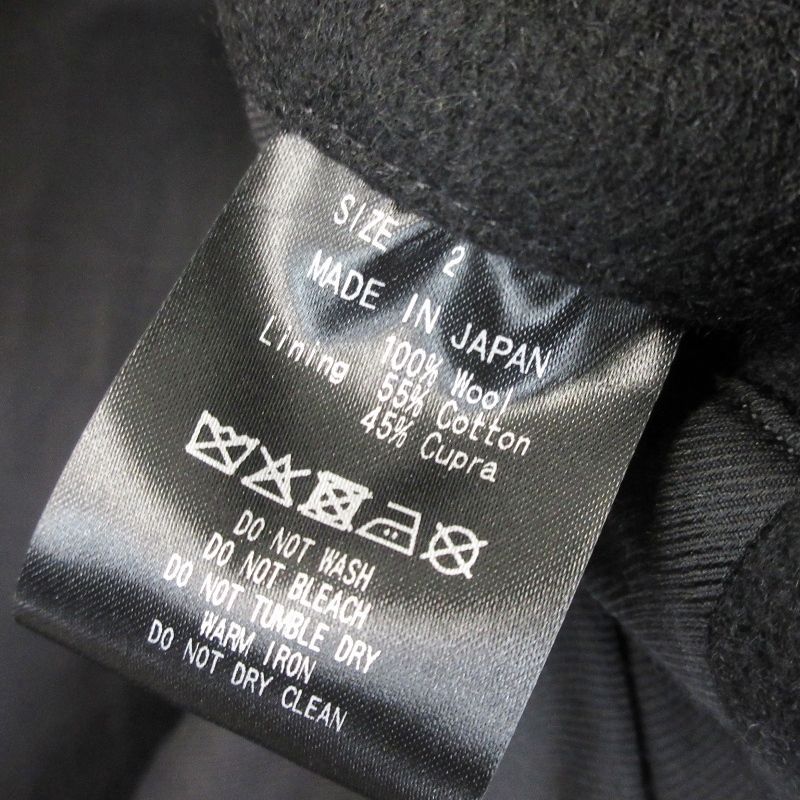 SIZE 2
MADE IN JAPAN
100% Wool
Lining 55% Cotton
45% Cupra
DO NOT WASH
DO NOT BLEACH
DO NOT TUMBLE DRY
WARM IRON
DO NOT DRY CLEAN